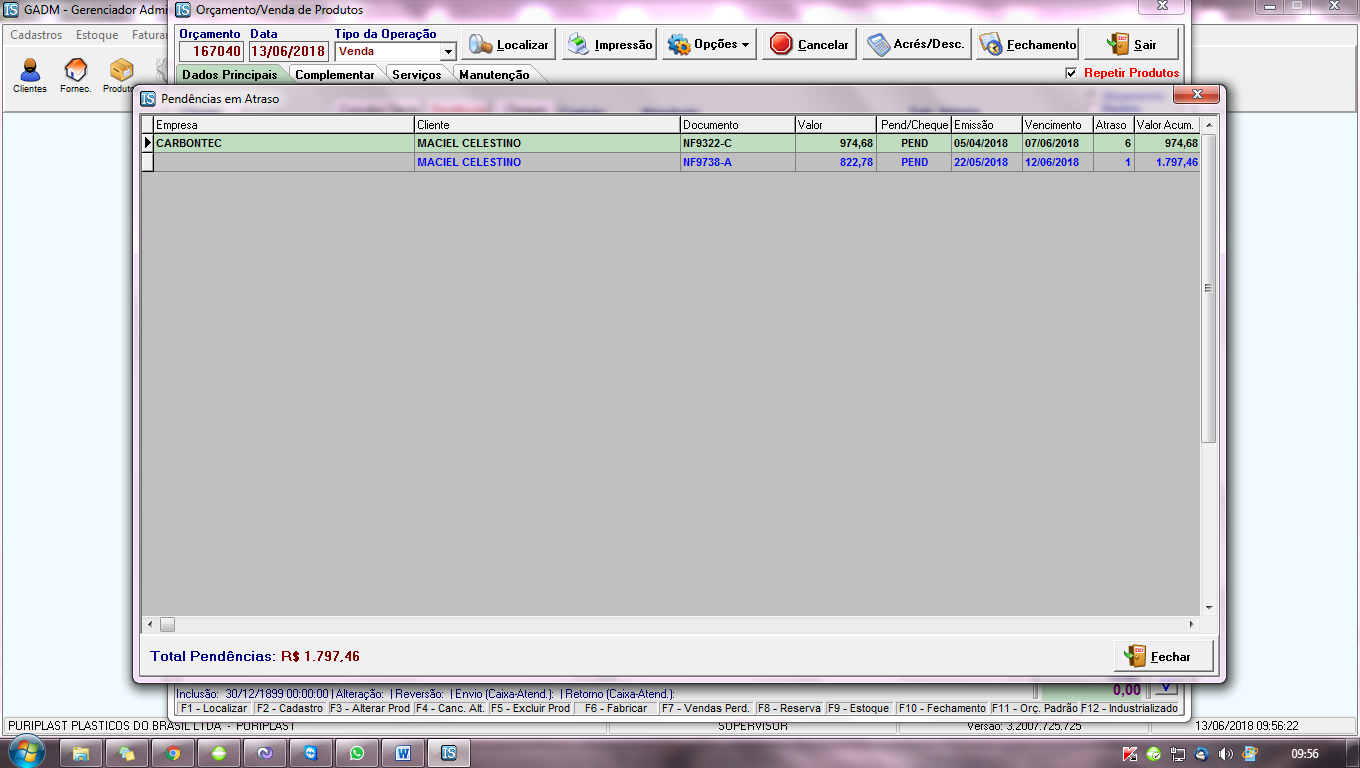 GADM - Gerenciador Admi
Orçamento/Venda de Produtos
Cadastros Estoque Fatura
Orçamento Data Tipo da Operação
167040 13/06/2018 Venda
Localizar Impressão Opções Cancelar Acrés/Desc. Fechamento Sair
Dados Principais Complementar Serviços Manutenção
Repetir Produtos
Clientes Fornec. Produto
Pendências em Atraso
Empresa Cliente Documento Valor Pend/Cheque Emissão Vencimento Atraso Valor Acum.
CARBONTEC MACIEL CELESTINO NF9322-C 974,68 PEND 05/04/2018 07/06/2018 6 974,68
MACIEL CELESTINO NF9738-A 822,78 PEND 22/05/2018 12/06/2018 1 1.797,46
Total Pendências: R$ 1.797,46
Fechar
Inclusão: 30/12/1899 00:00:00 | Alteração: | Reversão: | Envio (Caixa-Atend.): | Retorno (Caixa-Atend.):
0,00
F1 - Localizar F2 - Cadastro F3 - Alterar Prod F4 - Canc. Alt. F5 - Excluir Prod F6 - Fabricar F7 - Vendas Perd. F8 - Reserva F9 - Estoque F10 - Fechamento F11 - Orç. Padrão F12 - Industrializado
PURIPLAST PLASTICOS DO BRASIL LTDA - PURIPLAST SUPERVISOR Versão: 3.2007.725.725 13/06/2018 09:56:22
09:56